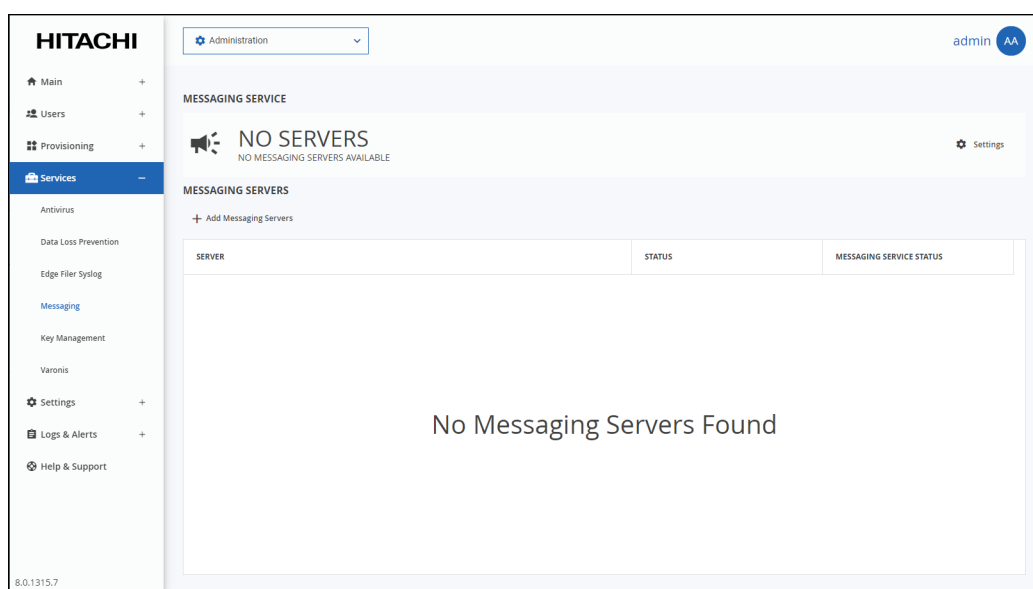 HITACHI
Administration
admin AA
Main
Users
Provisioning
Services
Antivirus
Data Loss Prevention
Edge Filer Syslog
Messaging
Key Management
Varonis
Settings
Logs & Alerts
Help & Support
8.0.1315.7
MESSAGING SERVICE
NO SERVERS
NO MESSAGING SERVERS AVAILABLE
Settings
MESSAGING SERVERS
+ Add Messaging Servers
SERVER STATUS MESSAGING SERVICE STATUS
No Messaging Servers Found